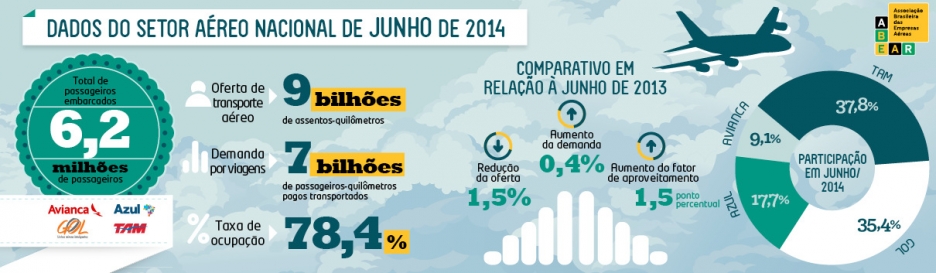 DADOS DO SETOR AÉREO NACIONAL DE JUNHO DE 2014
Total de
passageiros
embarcados
6,2
milhões
de passageiros
Avianca
Azul
GOL
TAM
Oferta de
transporte
aéreo
9 bilhões
de assentos-quilômetros
Demanda
por viagens
7 bilhões
de passageiros-quilômetros
pagos transportados
%
Taxa de
ocupação
78,4%
COMPARATIVO EM
RELAÇÃO À JUNHO DE 2013
Redução
da oferta
1,5%
Aumento
da demanda
0,4%
Aumento do fator
de aproveitamento
1,5 ponto
percentual
ABEAR
Associação
Brasileira
das
Empresas
Aéreas
TAM
37,8%
AVIANCA
9,1%
AZUL
17,7%
GOL
35,4%
PARTICIPAÇÃO
EM JUNHO/
2014